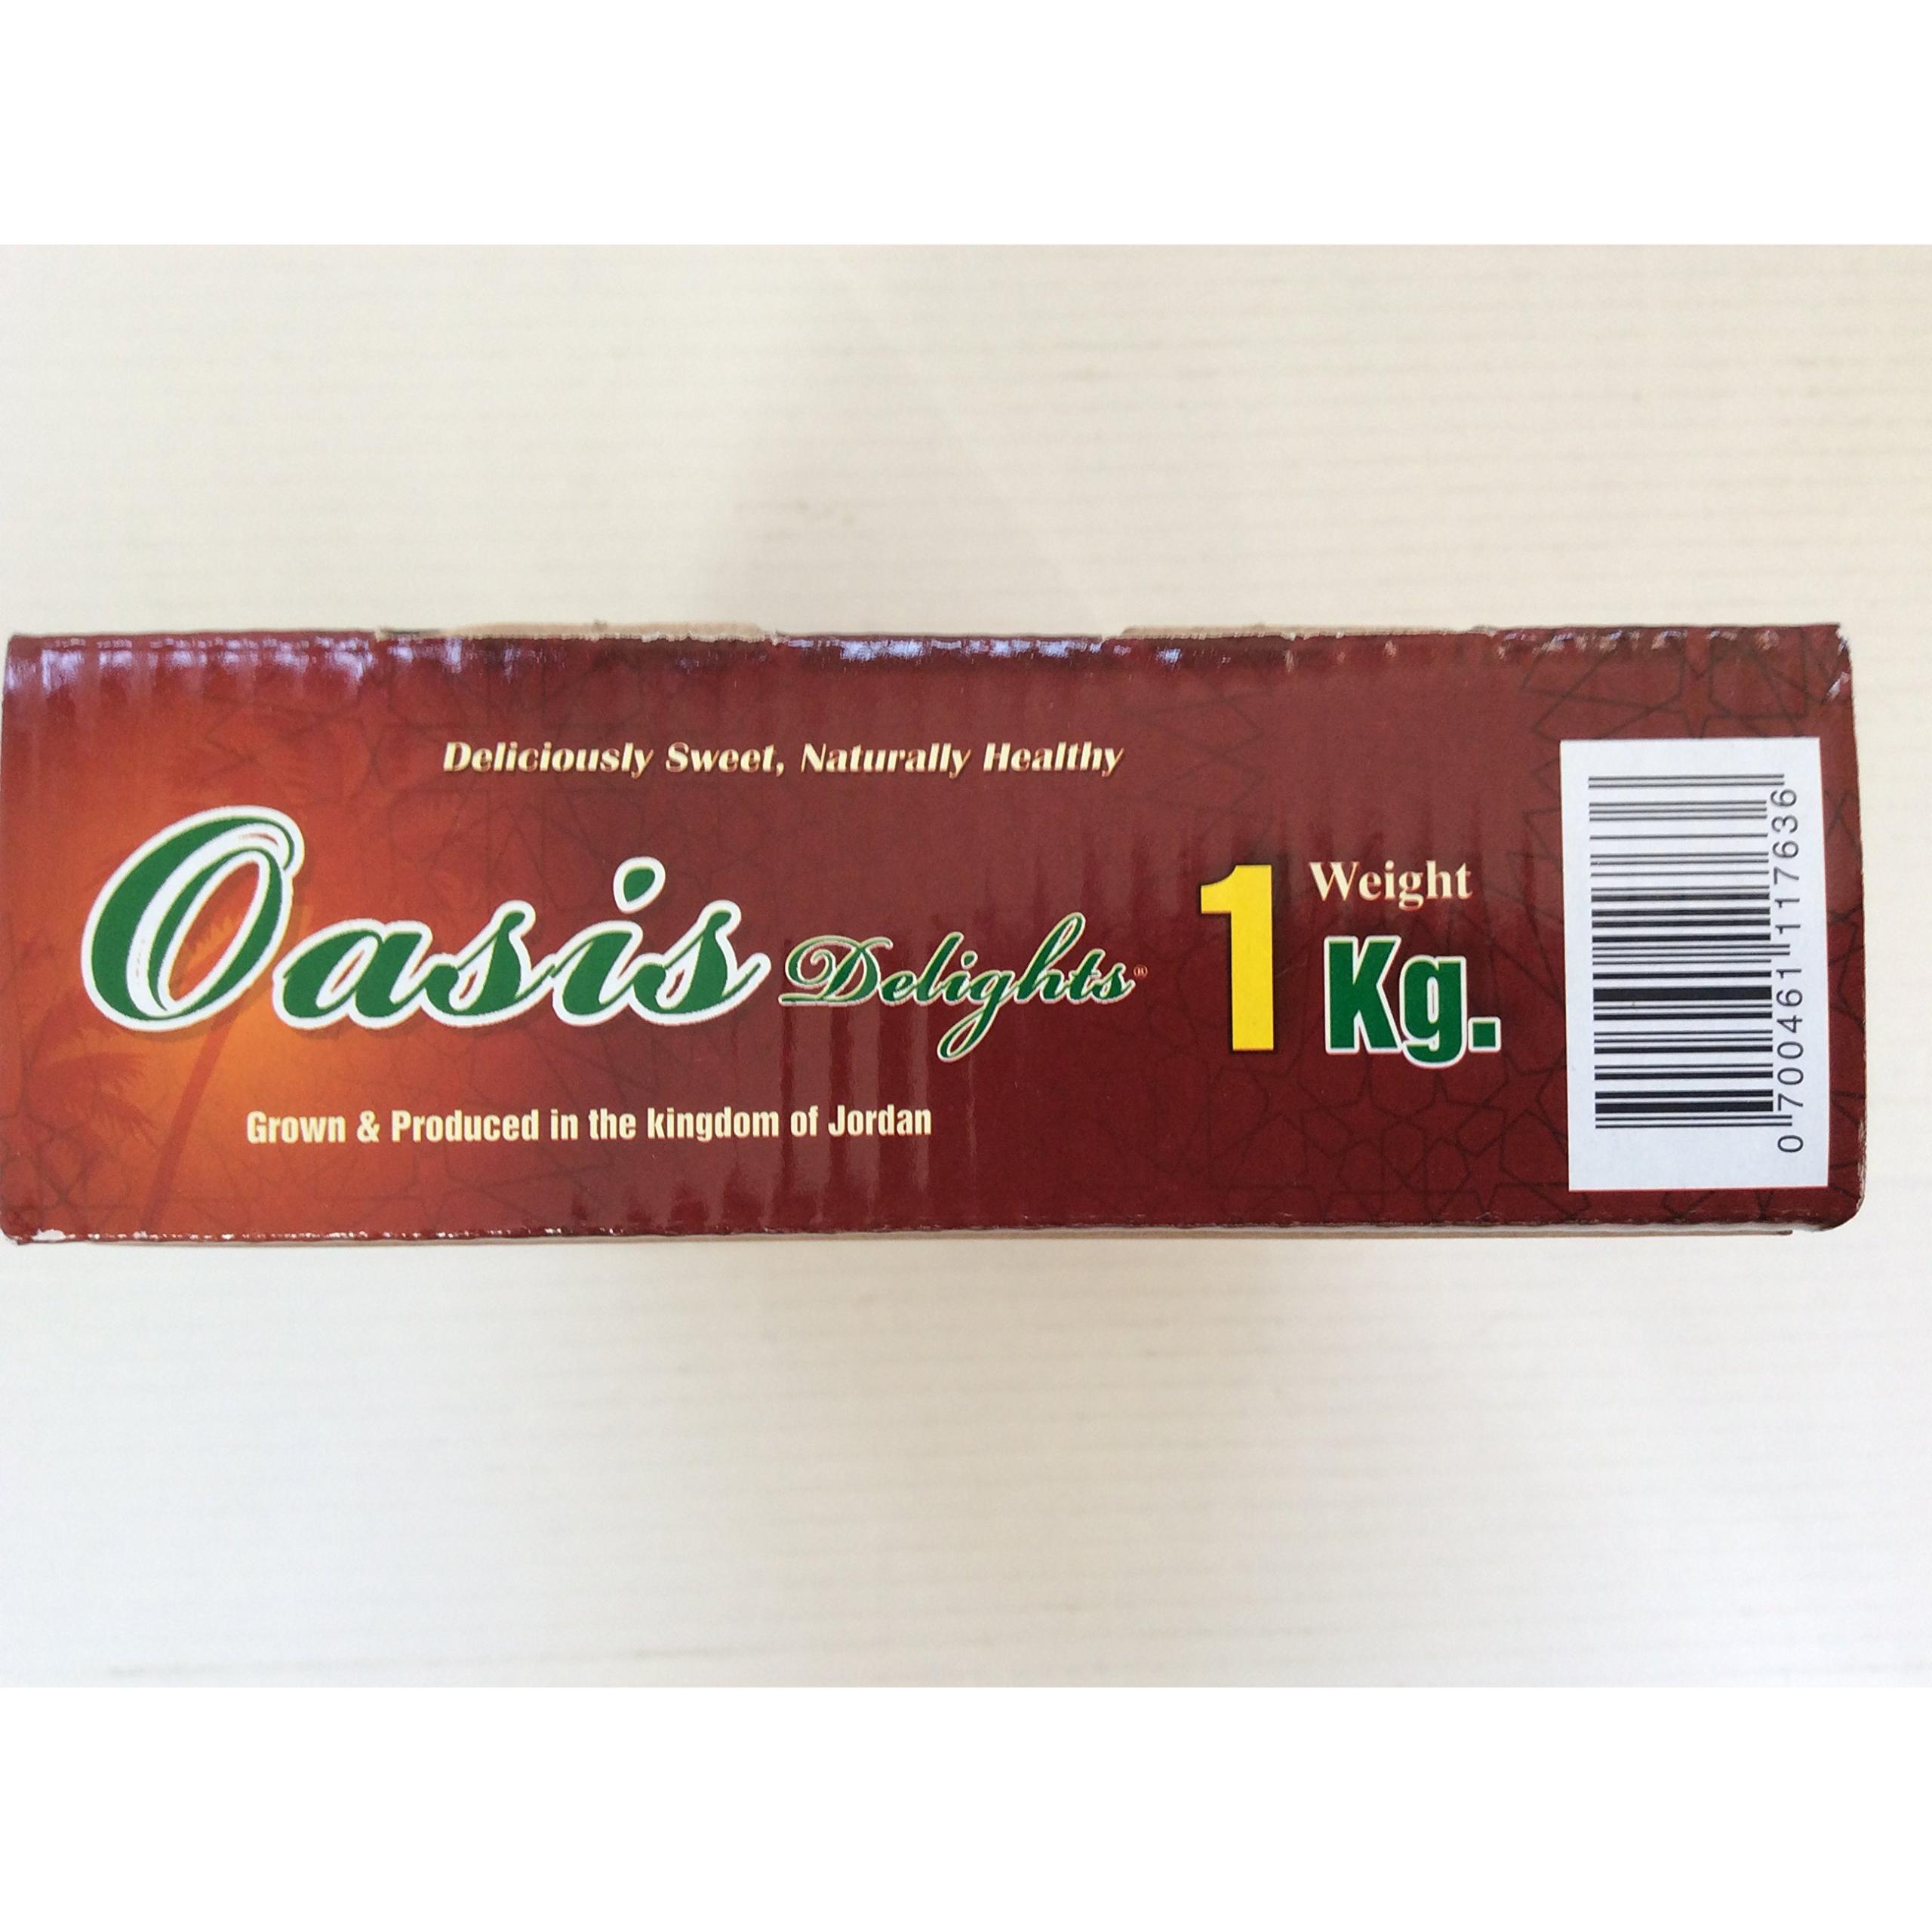 Deliciously Sweet, Naturally Healthy
Oasis Delights®
1 Weight Kg.
Grown & Produced in the kingdom of Jordan
0 700461 117636